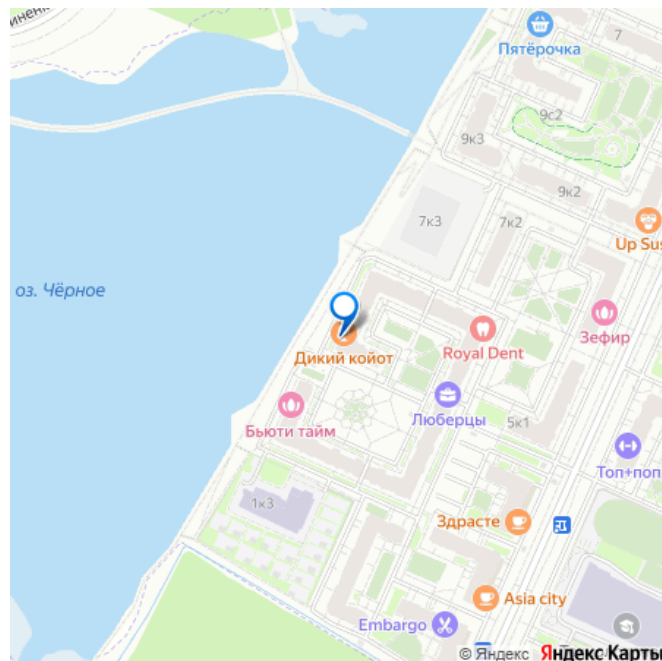 7
Пятёрочка
9с2
9к3
9к2
7к3
7к2
Up Sus
оз. Чёрное
Зефир
Royal Dent
Дикий койот
Люберцы
5к1
Бьюти тайм
Топ+поп
1к3
Здрасте
Asia city
Embargo
© Яндекс Яндекс Карты